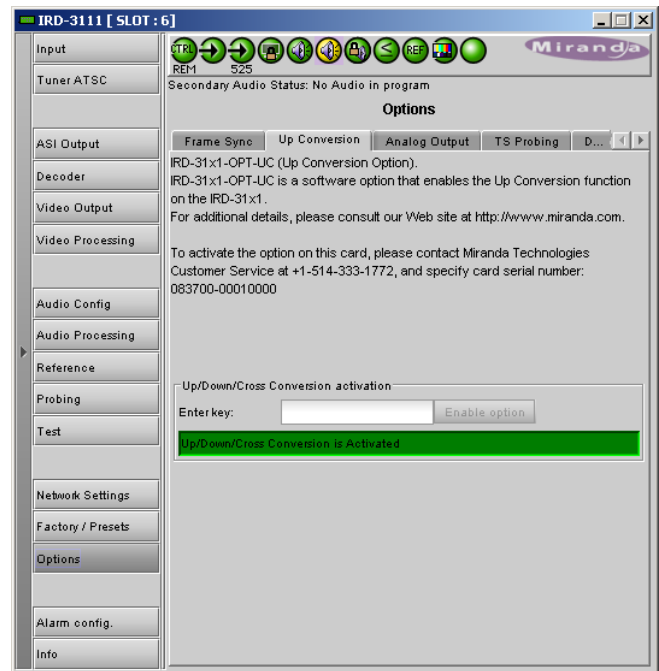 IRD-3111 [ SLOT : 6]
Input
Tuner ATSC
ASI Output
Decoder
Video Output
Video Processing
Audio Config
Audio Processing
Reference
Probing
Test
Network Settings
Factory / Presets
Options
Alarm config.
Info
CTRL
REF
Miranda
REM
525
Secondary Audio Status: No Audio in program
Options
Frame Sync
Up Conversion
Analog Output
TS Probing
D...
IRD-31x1-OPT-UC (Up Conversion Option).
IRD-31x1-OPT-UC is a software option that enables the Up Conversion function
on the IRD-31x1.
For additional details, please consult our Web site at http://www.miranda.com.
To activate the option on this card, please contact Miranda Technologies
Customer Service at +1-514-333-1772, and specify card serial number:
083700-00010000
Up/Down/Cross Conversion activation
Enter key:
Enable option
Up/Down/Cross Conversion is Activated